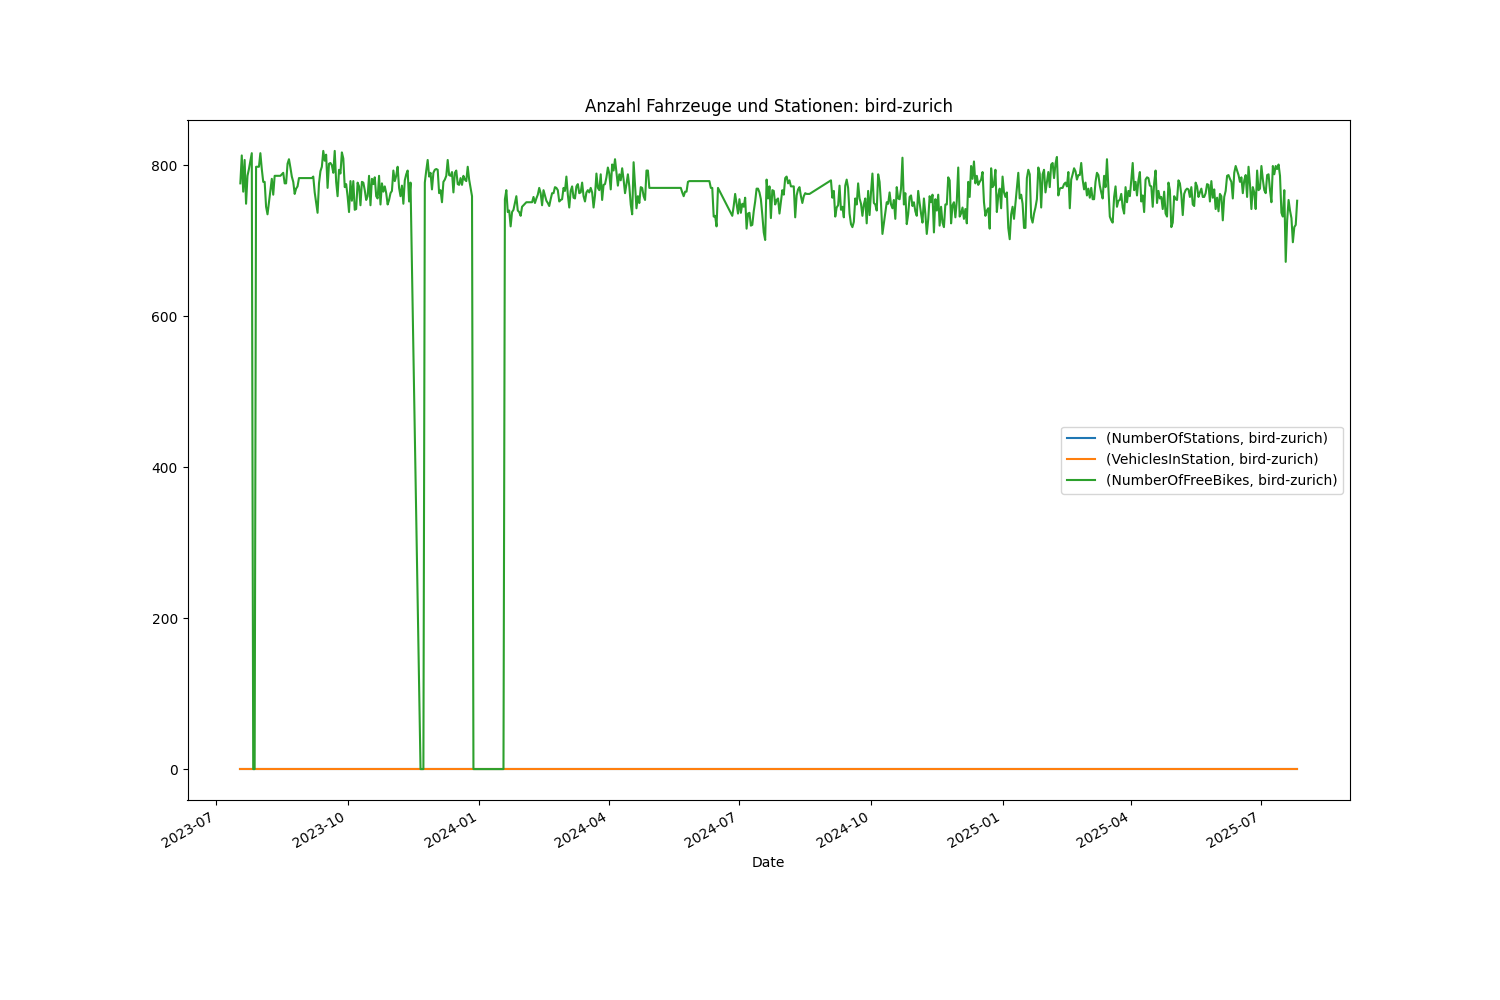 Anzahl Fahrzeuge und Stationen: bird-zurich
800
600
400
200
0
(NumberOfStations, bird-zurich)
(VehiclesInStation, bird-zurich)
(NumberOfFreeBikes, bird-zurich)
2023-07
2023-10
2024-01
2024-04
2024-07
2024-10
2025-01
2025-04
2025-07
Date